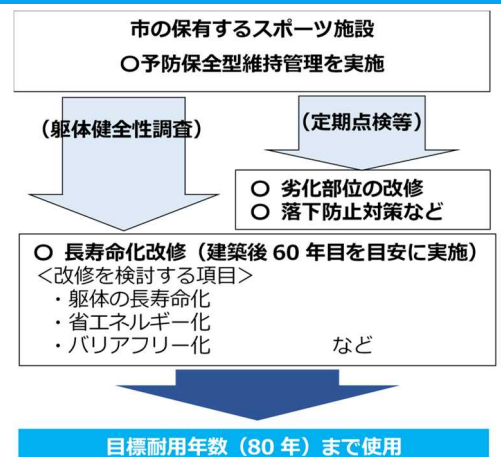 市の保有するスポーツ施設
〇予防保全型維持管理を実施
（躯体健全性調査）
（定期点検等）
〇 劣化部位の改修
〇 落下防止対策など
〇 長寿命化改修（建築後 60 年目を目安に実施）
＜改修を検討する項目＞
・躯体の長寿命化
・省エネルギー化
・バリアフリー化　　　　　など
目標耐用年数（80 年）まで使用